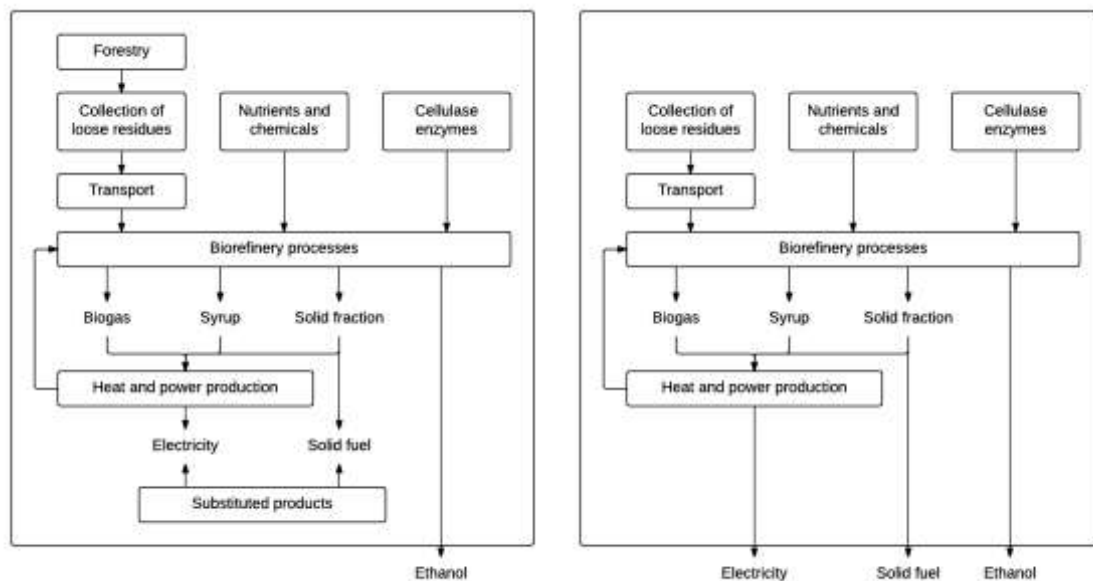 Forestry
Collection of
loose residues
Nutrients and
chemicals
Cellulase
enzymes
Transport
Biorefinery processes
Biogas
Syrup
Solid fraction
Heat and power production
Electricity
Solid fuel
Substituted products
Ethanol
Collection of
loose residues
Nutrients and
chemicals
Cellulase
enzymes
Transport
Biorefinery processes
Biogas
Syrup
Solid fraction
Heat and power production
Electricity
Solid fuel
Ethanol